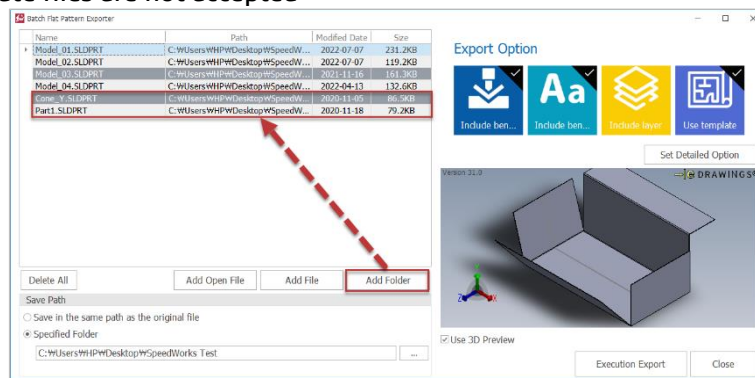 Batch Flat Pattern Exporter
Name Path Modified Date Size
Model_01.SLDPRT C:₩Users₩HP₩Desktop₩SpeedW... 2022-07-07 231.2KB
Model_02.SLDPRT C:₩Users₩HP₩Desktop₩SpeedW... 2022-07-07 119.2KB
Model_03.SLDPRT C:₩Users₩HP₩Desktop₩SpeedW... 2021-11-16 161.3KB
Model_04.SLDPRT C:₩Users₩HP₩Desktop₩SpeedW... 2022-04-13 132.6KB
Cone_Y.SLDPRT C:₩Users₩HP₩Desktop₩SpeedW... 2020-11-05 86.5KB
Part1.SLDPRT C:₩Users₩HP₩Desktop₩SpeedW... 2020-11-18 79.2KB
Delete All Add Open File Add File Add Folder
Save Path
Save in the same path as the original file
Specified Folder
C:₩Users₩HP₩Desktop₩SpeedWorks Test ...
Export Option
Aa
Include ben... Include ben... Include layer Use template
Set Detailed Option
Version 31.0 G DRAWINGS®
Z X
Use 3D Preview
Execution Export Close